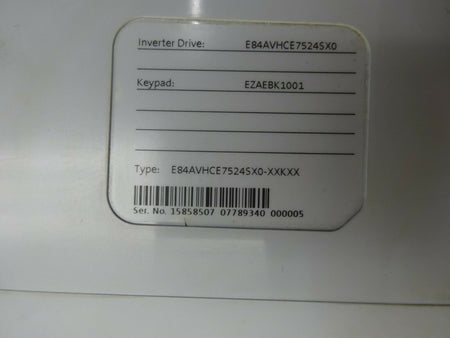 Inverter Drive: E84AVHCE7524SX0
Keypad: EZAEBK1001
Type: E84AVHCE7524SX0-XXKXX
Ser. No. 15858507 07789340 000005